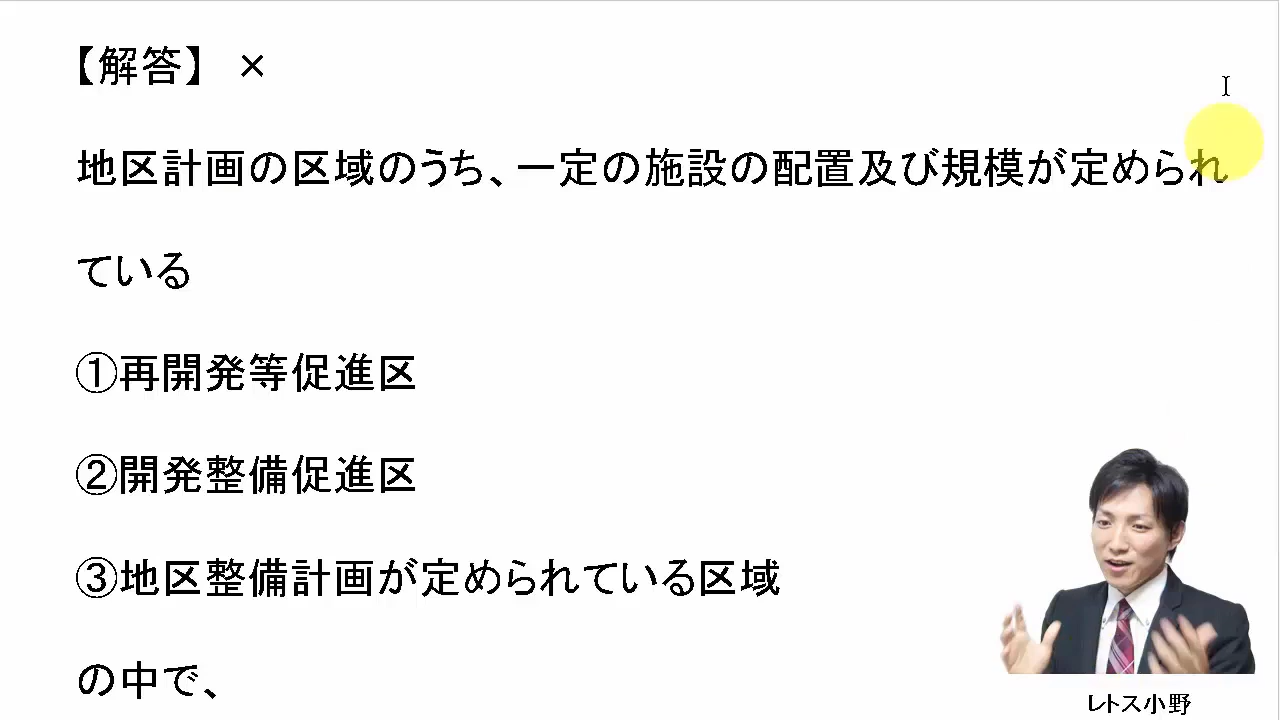 【解答】 ×
地区計画の区域のうち、一定の施設の配置及び規模が定められ
ている
①再開発等促進区
②開発整備促進区
③地区整備計画が定められている区域
の中で、
レトス小野